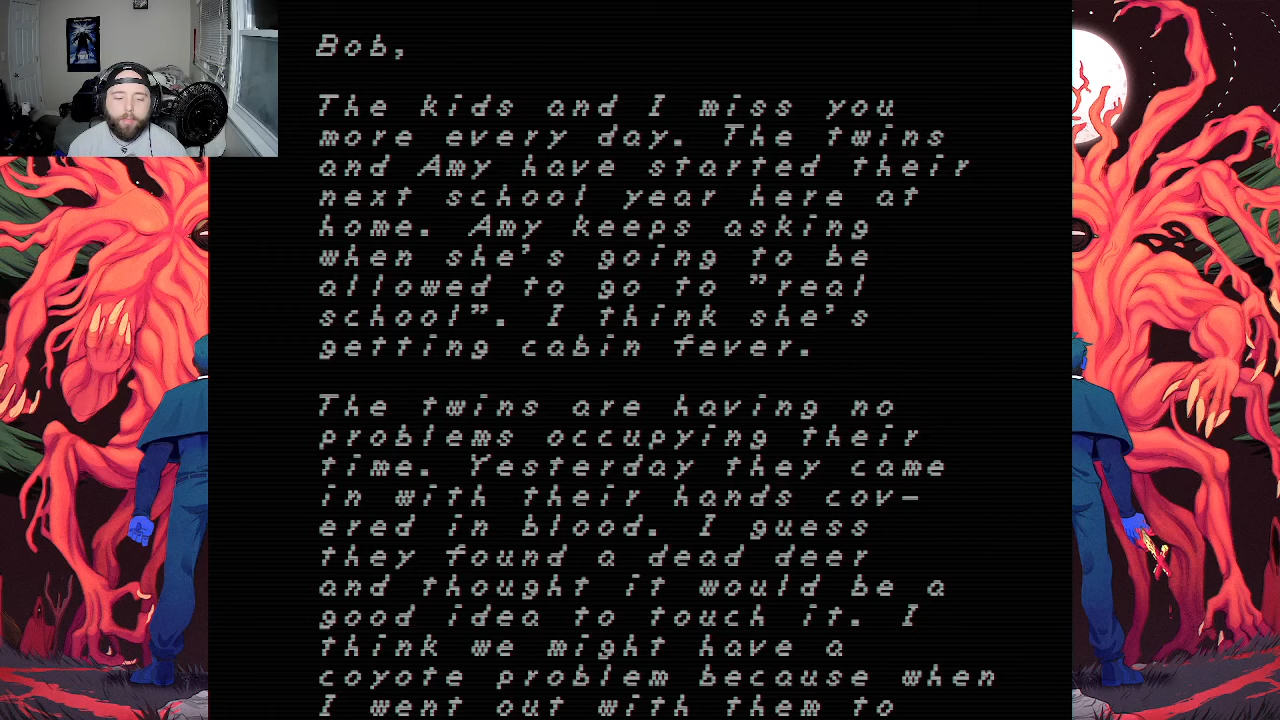 Bob,
The kids and I miss you
more every day. The twins
and Amy have started their
next school year here at
home. Amy keeps asking
when she's going to be
allowed to go to "real
school". I think she's
getting cabin fever.
The twins are having no
problems occupying their
time. Yesterday they came
in with their hands cov-
ered in blood. I guess
they found a dead deer
and thought it would be a
good idea to touch it. I
think we might have a
coyote problem because when
I went out with them to